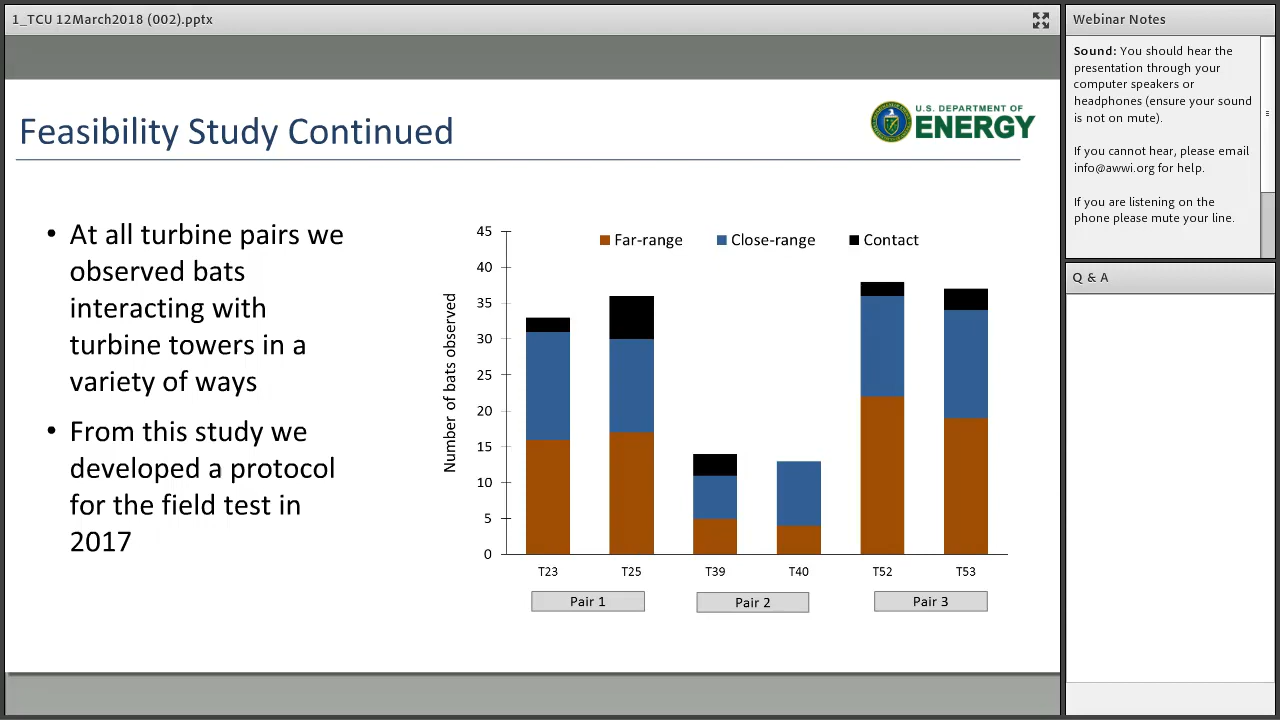 1_TCU 12March2018 (002).pptx
Feasibility Study Continued
U.S. DEPARTMENT OF
ENERGY
• At all turbine pairs we
observed bats
interacting with
turbine towers in a
variety of ways
• From this study we
developed a protocol
for the field test in
2017
Number of bats observed
45
40
35
30
25
20
15
10
5
0
Far-range
Close-range
Contact
T23 T25 T39 T40 T52 T53
Pair 1 Pair 2 Pair 3
Webinar Notes
Sound: You should hear the
presentation through your
computer speakers or
headphones (ensure your sound
is not on mute).
If you cannot hear, please email
info@awwi.org for help.
If you are listening on the
phone please mute your line.
Q & A